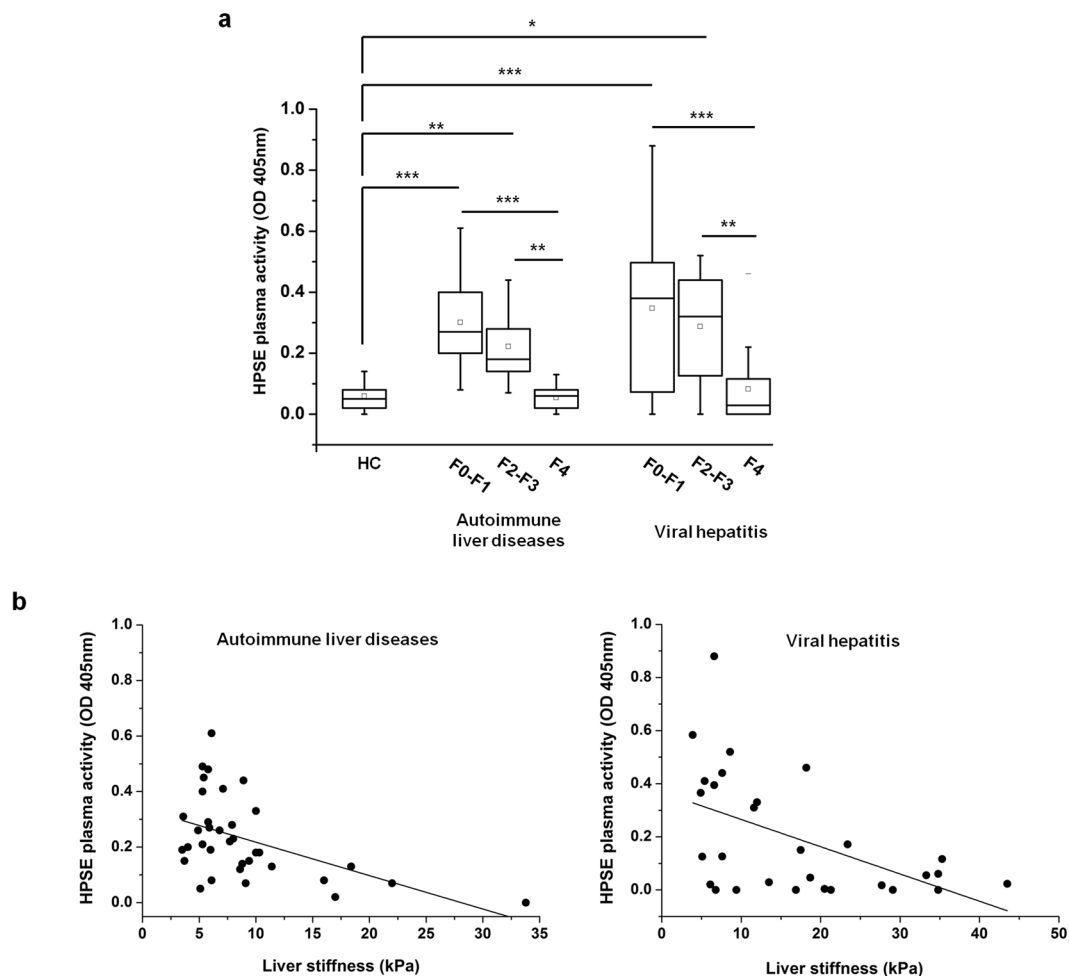 a
*
***
**
***
***
**
***
**
HPSE plasma activity (OD 405nm)
1.0
0.8
0.6
0.4
0.2
0.0
HC
F0-F1
F2-F3
F4
F0-F1
F2-F3
F4
Autoimmune
liver diseases
Viral hepatitis
b
HPSE plasma activity (OD 405nm)
1.0
0.8
0.6
0.4
0.2
0.0
Autoimmune liver diseases
0 5 10 15 20 25 30 35
Liver stiffness (kPa)
HPSE plasma activity (OD 405nm)
1.0
0.8
0.6
0.4
0.2
0.0
Viral hepatitis
0 10 20 30 40 50
Liver stiffness (kPa)